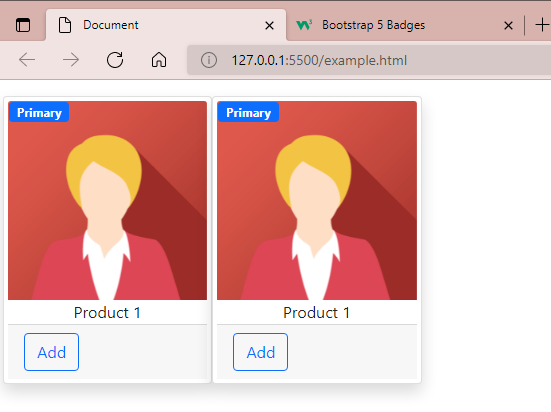 Document
Bootstrap 5 Badges
127.0.0.1:5500/example.html
Primary
Primary
Product 1
Product 1
Add
Add